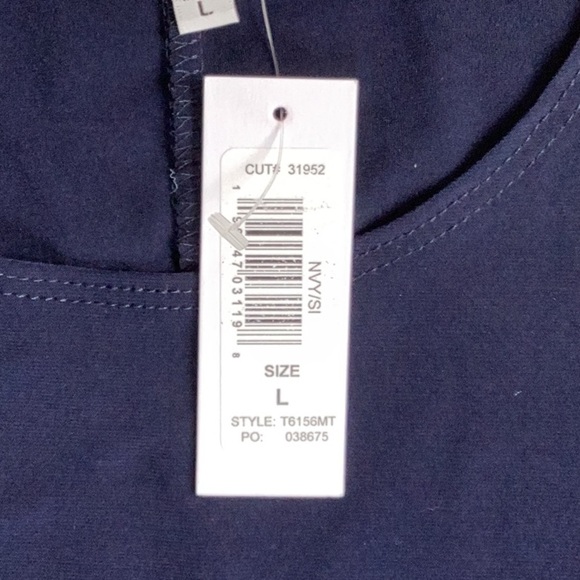 L
CUT# 31952
NVY/SI
SIZE
L
STYLE: T6156MT
PO: 038675